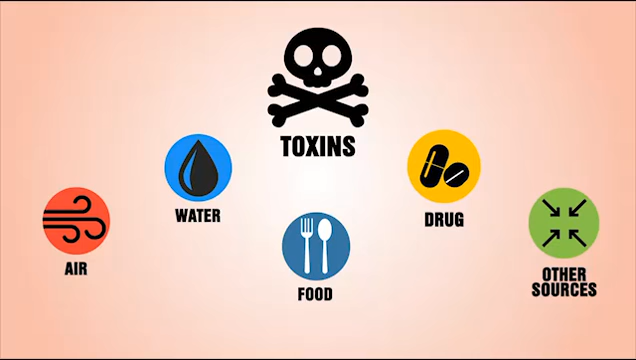 TOXINS
WATER
DRUG
AIR
FOOD
OTHER
SOURCES